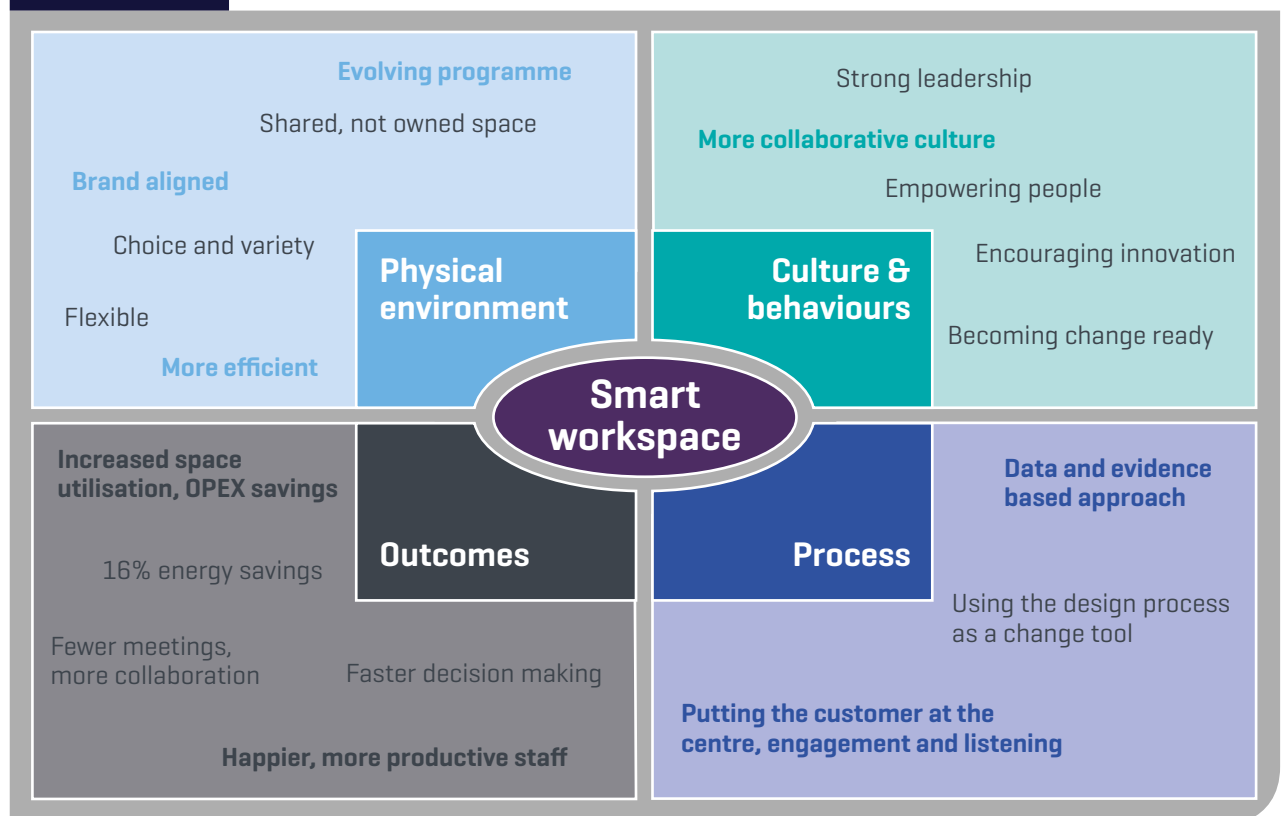 Evolving programme
Shared, not owned space
Brand aligned
Choice and variety
Flexible
More efficient
Physical
environment
Strong leadership
More collaborative culture
Empowering people
Encouraging innovation
Becoming change ready
Culture &
behaviours
Smart
workspace
Increased space
utilisation, OPEX savings
16% energy savings
Fewer meetings,
more collaboration
Faster decision making
Happier, more productive staff
Outcomes
Process
Data and evidence
based approach
Using the design process
as a change tool
Putting the customer at the
centre, engagement and listening